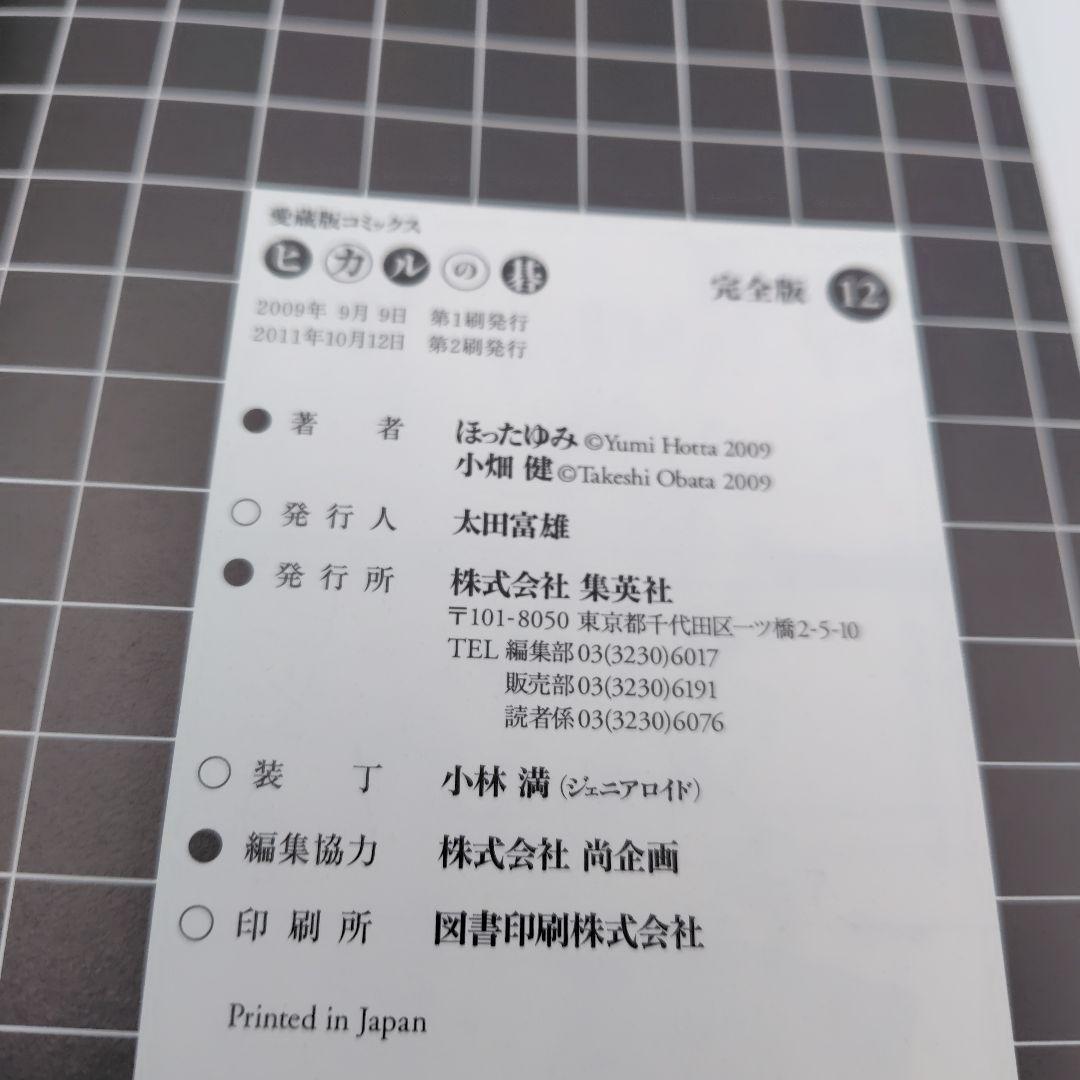 愛蔵版コミックス
ヒカルの碁 完全版 12
2009年 9月 9日 第1刷発行
2011年10月12日 第2刷発行
●著者 ほったゆみ ©Yumi Hotta 2009
小畑 健 ©Takeshi Obata 2009
○発行人 太田富雄
●発行所 株式会社 集英社
〒101-8050 東京都千代田区一ツ橋2-5-10
TEL 編集部 03(3230)6017
販売部 03(3230)6191
読者係 03(3230)6076
○装丁 小林 満 (ジェニアロイド)
●編集協力 株式会社 尚企画
○印刷所 図書印刷株式会社
Printed in Japan